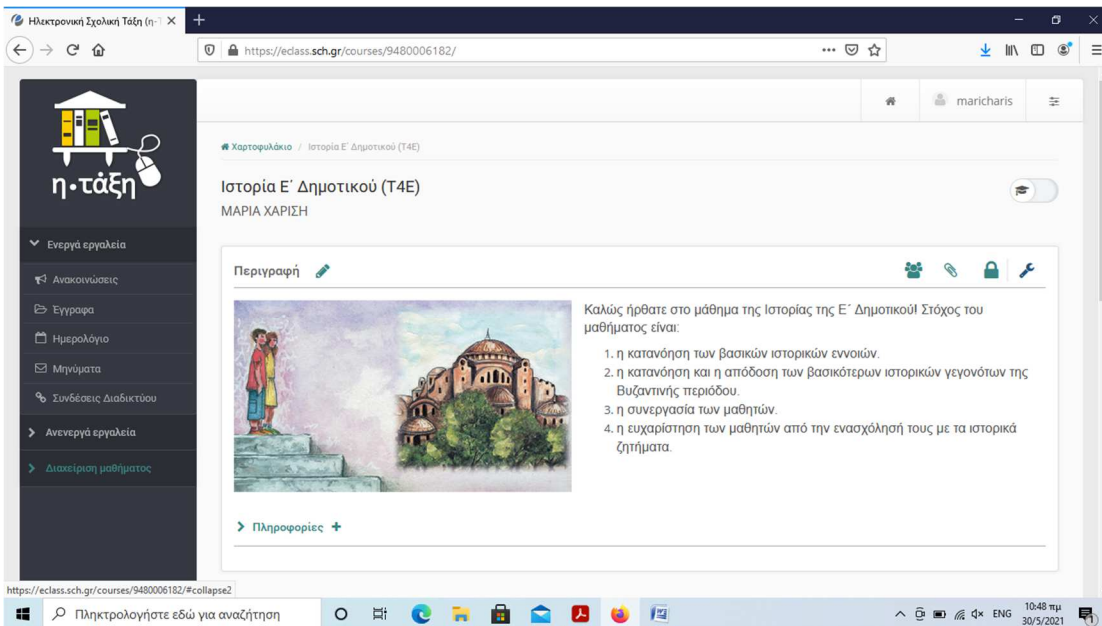 Ηλεκτρονική Σχολική Τάξη (η-Τ
https://eclass.sch.gr/courses/9480006182/
maricharis
η•τάξη
Χαρτοφυλάκιο / Ιστορία Ε΄ Δημοτικού (Τ4Ε)
Ιστορία Ε΄ Δημοτικού (Τ4Ε)
ΜΑΡΙΑ ΧΑΡΙΣΗ
Ενεργά εργαλεία
Ανακοινώσεις
Έγγραφα
Ημερολόγιο
Μηνύματα
Συνδέσεις Διαδικτύου
Ανενεργά εργαλεία
Διαχείριση μαθήματος
Περιγραφή
Καλώς ήρθατε στο μάθημα της Ιστορίας της Ε΄ Δημοτικού! Στόχος του
μαθήματος είναι:
1. η κατανόηση των βασικών ιστορικών εννοιών.
2. η κατανόηση και η απόδοση των βασικότερων ιστορικών γεγονότων της
Βυζαντινής περιόδου.
3. η συνεργασία των μαθητών.
4. η ευχαρίστηση των μαθητών από την ενασχόλησή τους με τα ιστορικά
ζητήματα.
Πληροφορίες +
https://eclass.sch.gr/courses/9480006182/#collapse2
Πληκτρολογήστε εδώ για αναζήτηση
ENG
10:48 πμ
30/5/2021
1